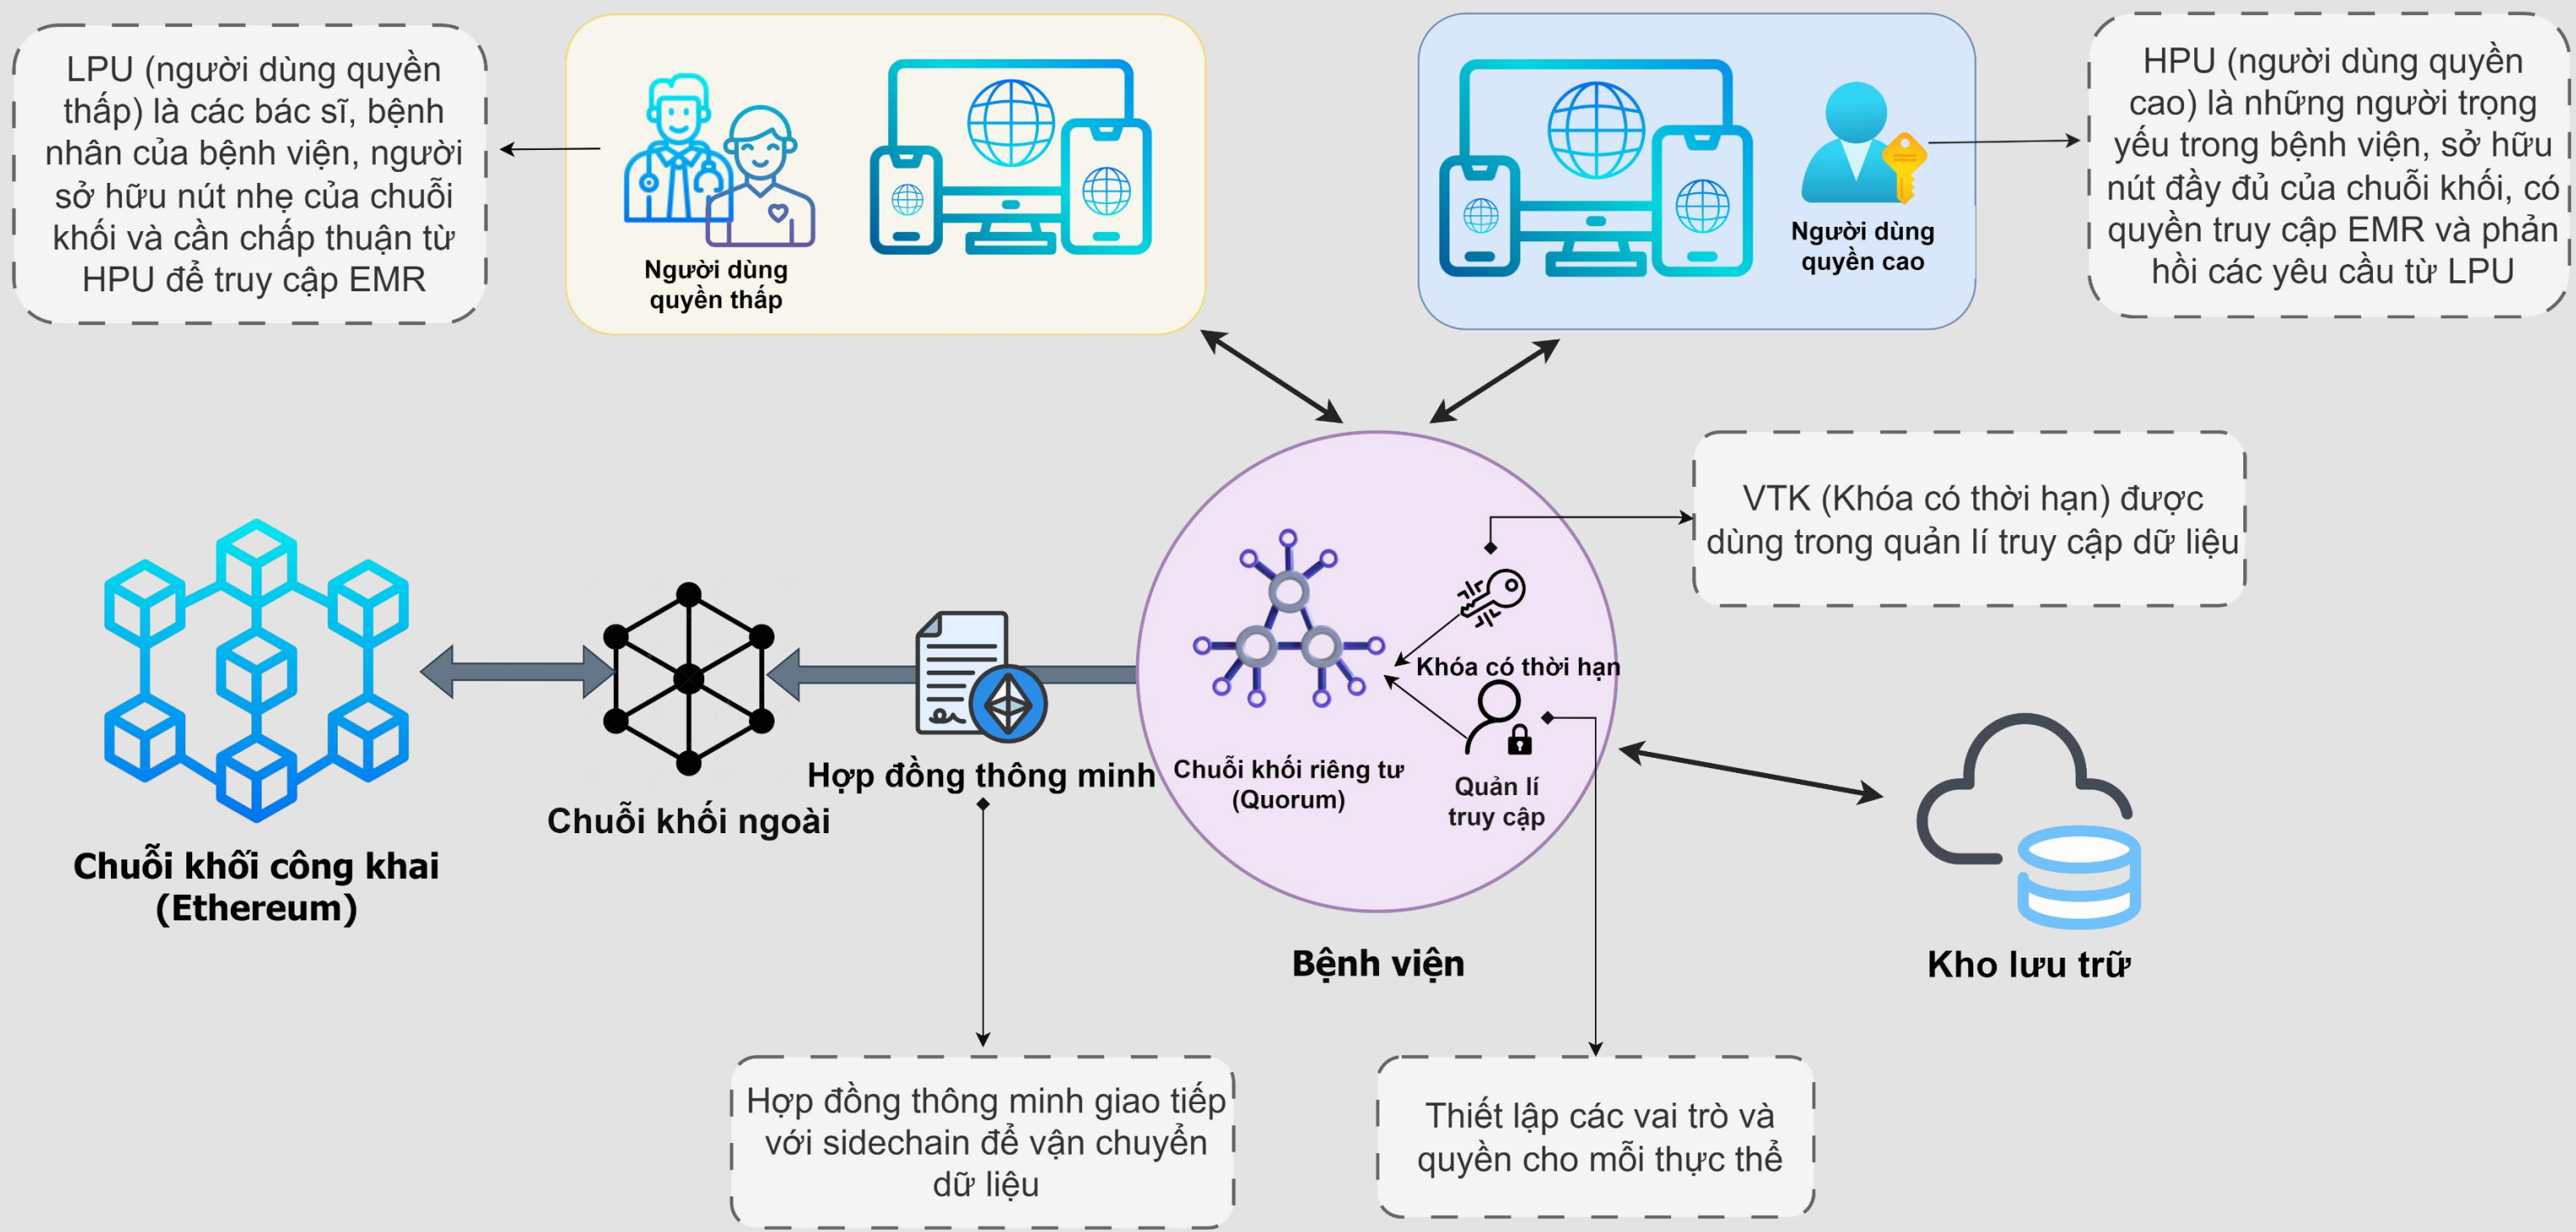 LPU (người dùng quyền
thấp) là các bác sĩ, bệnh
nhân của bệnh viện, người
sở hữu nút nhẹ của chuỗi
khối và cần chấp thuận từ
HPU để truy cập EMR
Người dùng
quyền thấp
Người dùng
quyền cao
HPU (người dùng quyền
cao) là những người trọng
yếu trong bệnh viện, sở hữu
nút đầy đủ của chuỗi khối, có
quyền truy cập EMR và phản
hồi các yêu cầu từ LPU
VTK (Khóa có thời hạn) được
dùng trong quản lí truy cập dữ liệu
Khóa có thời hạn
Chuỗi khối riêng tư
(Quorum)
Quản lí
truy cập
Hợp đồng thông minh
Chuỗi khối ngoài
Chuỗi khối công khai
(Ethereum)
Bệnh viện
Kho lưu trữ
Hợp đồng thông minh giao tiếp
với sidechain để vận chuyển
dữ liệu
Thiết lập các vai trò và
quyền cho mỗi thực thể